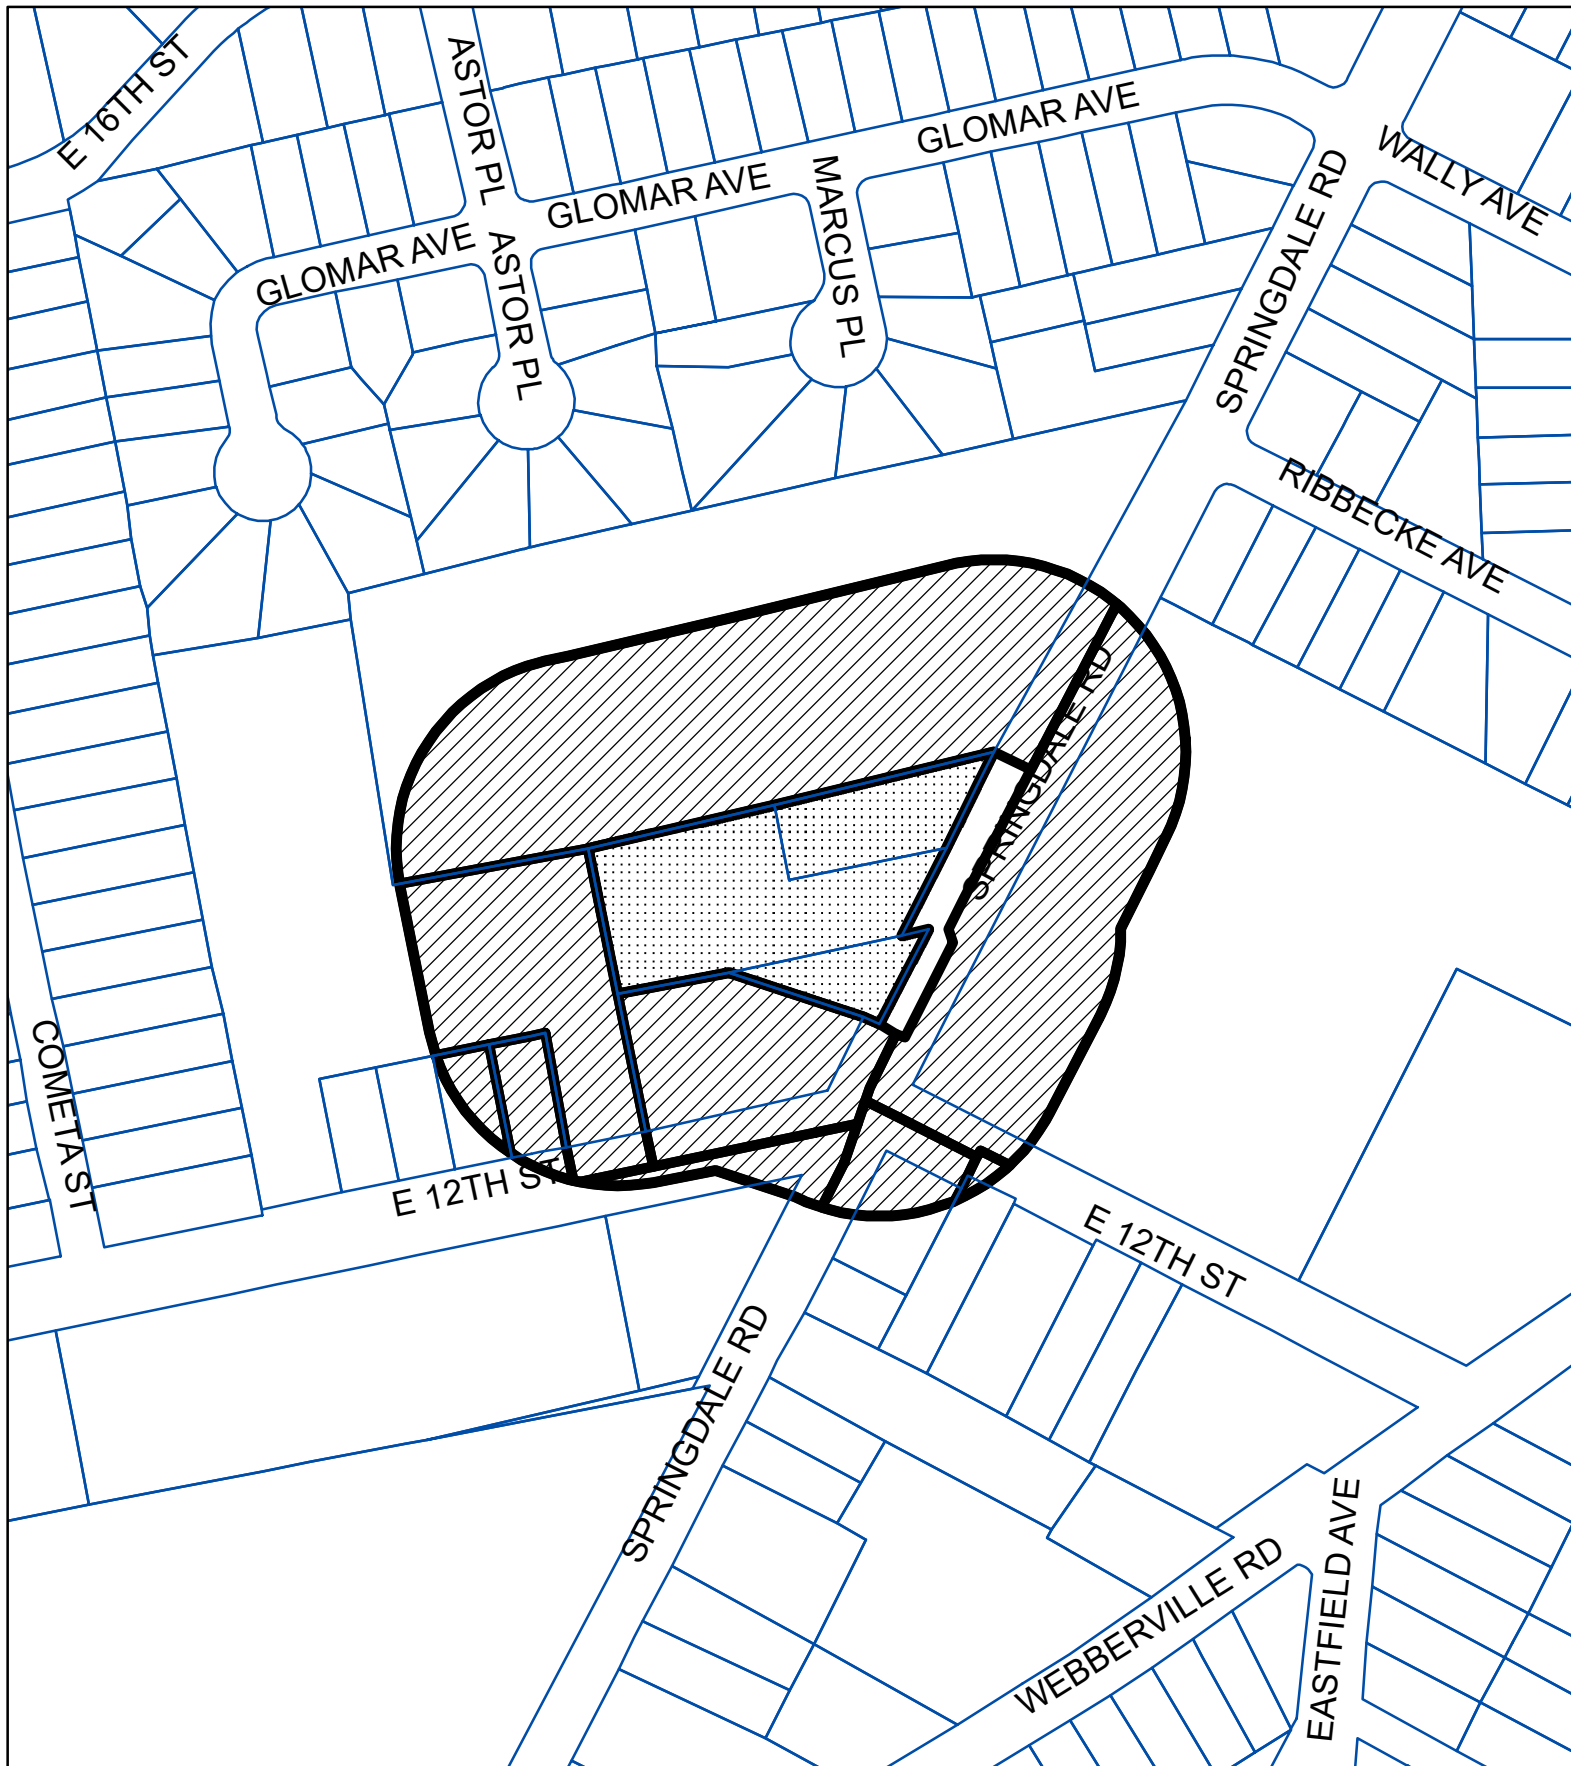 E 16TH ST
ASTOR PL
GLOMAR AVE
WALLY AVE
GLOMAR AVE
MARCUS PL
SPRINGDALE RD
GLOMAR AVE
ASTOR PL
RIBBECKE AVE
SPRINGDALE RD
COMETA ST
E 12TH ST
E 12TH ST
SPRINGDALE RD
WEBBERVILLE RD
EASTFIELD AVE